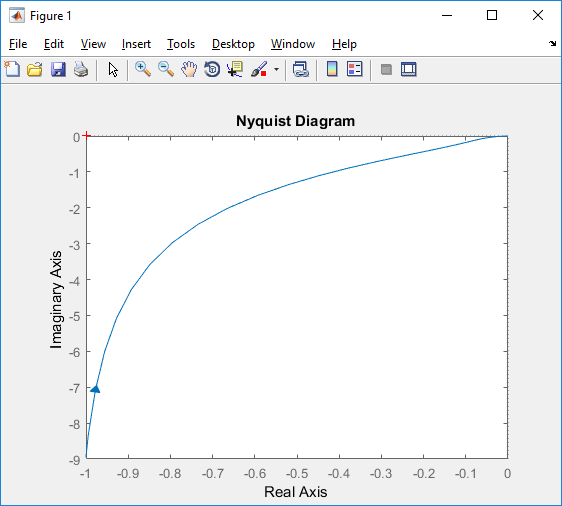 Figure 1
File Edit View Insert Tools Desktop Window Help
Nyquist Diagram
Imaginary Axis
0
-1
-2
-3
-4
-5
-6
-7
-8
-9
-1 -0.9 -0.8 -0.7 -0.6 -0.5 -0.4 -0.3 -0.2 -0.1 0
Real Axis